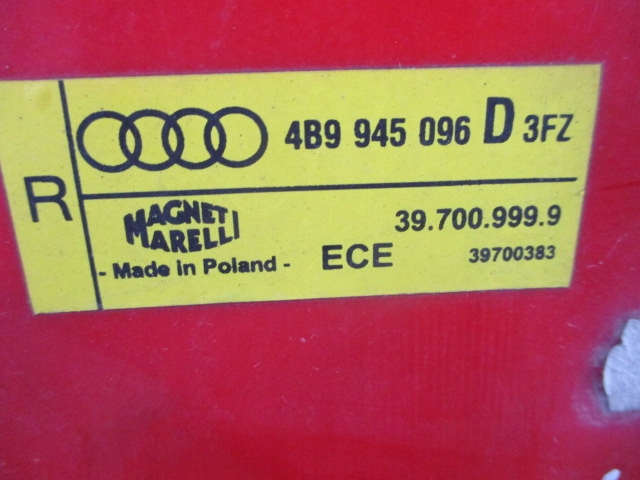 R
4B9 945 096 D 3FZ
MAGNETI
MARELLI
39.700.999.9
- Made in Poland - ECE 39700383